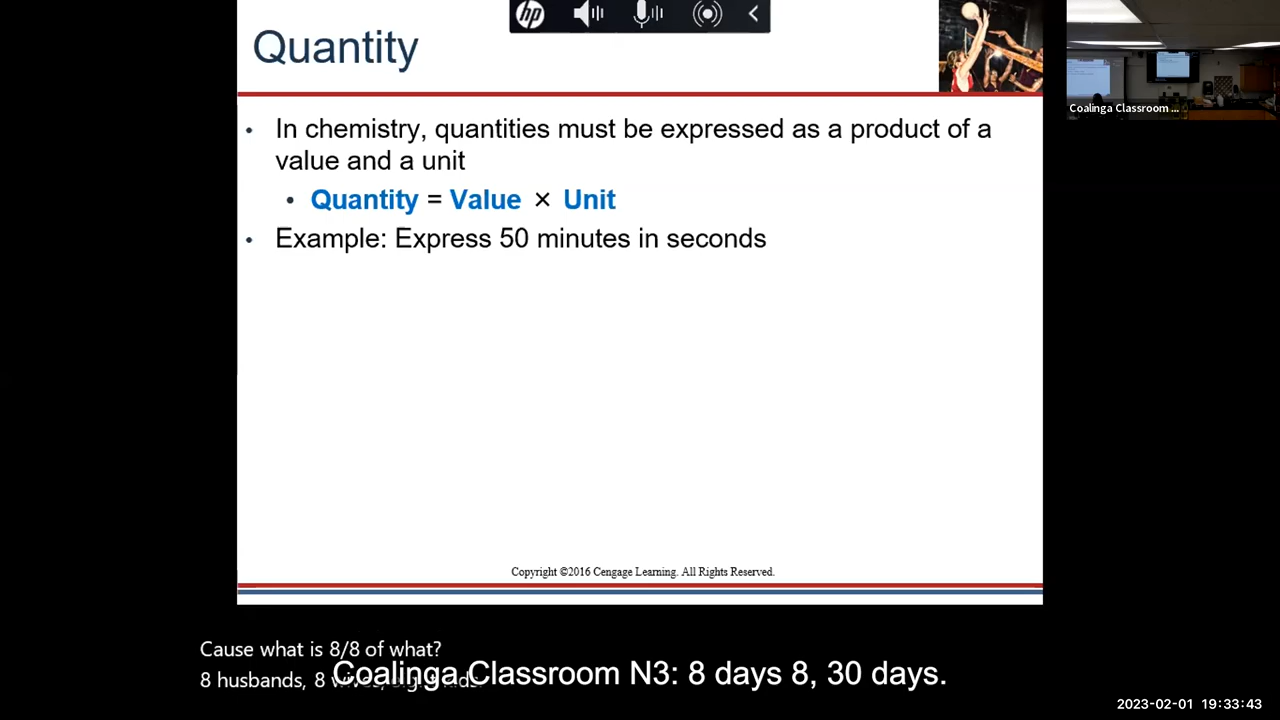 hp
Quantity
Coalinga Classroom ...
• In chemistry, quantities must be expressed as a product of a
value and a unit
• Quantity = Value × Unit
• Example: Express 50 minutes in seconds
Copyright ©2016 Cengage Learning. All Rights Reserved.
Cause what is 8/8 of what?
8 husbands, 8
Coalinga Classroom N3: 8 days 8, 30 days.
2023-02-01 19:33:43